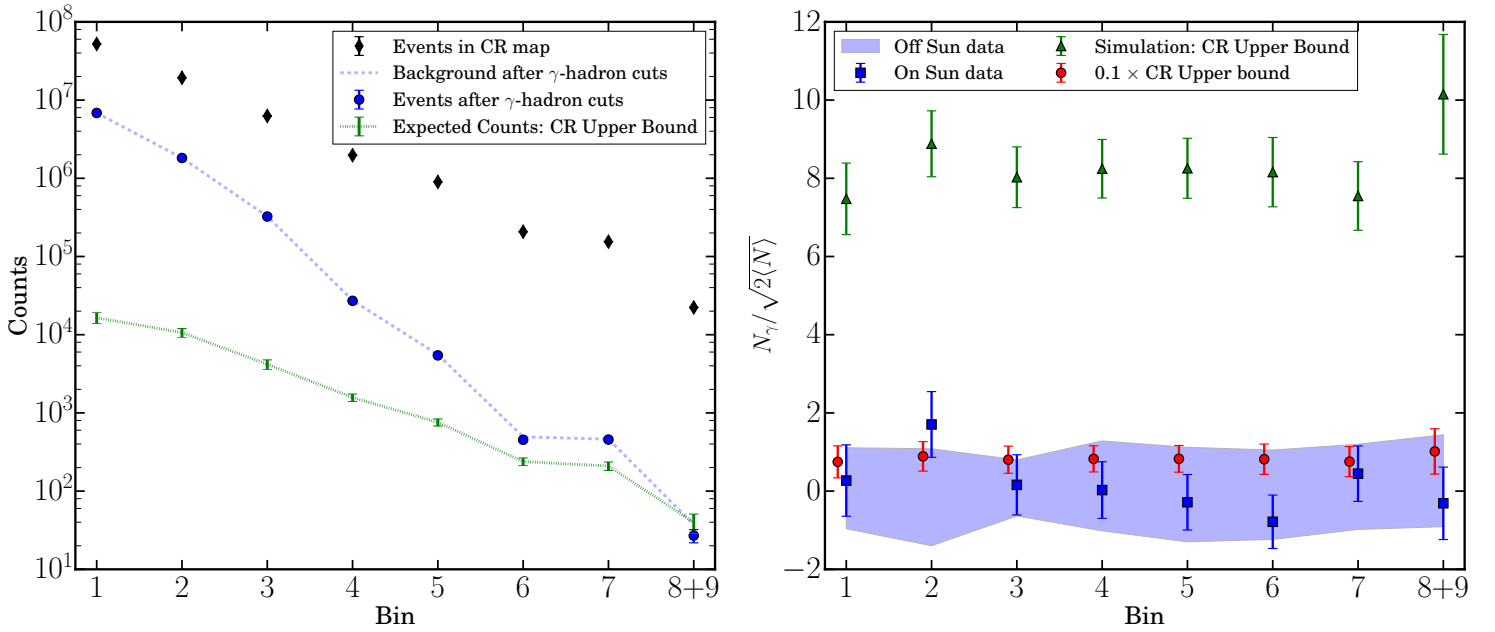 10^8
10^7
10^6
10^5
10^4
10^3
10^2
10^1
Counts
Events in CR map
Background after γ-hadron cuts
Events after γ-hadron cuts
Expected Counts: CR Upper Bound
1 2 3 4 5 6 7 8+9
Bin
12
10
8
6
4
2
0
−2
N_γ/√2⟨N⟩
Off Sun data
On Sun data
Simulation: CR Upper Bound
0.1 × CR Upper bound
1 2 3 4 5 6 7 8+9
Bin